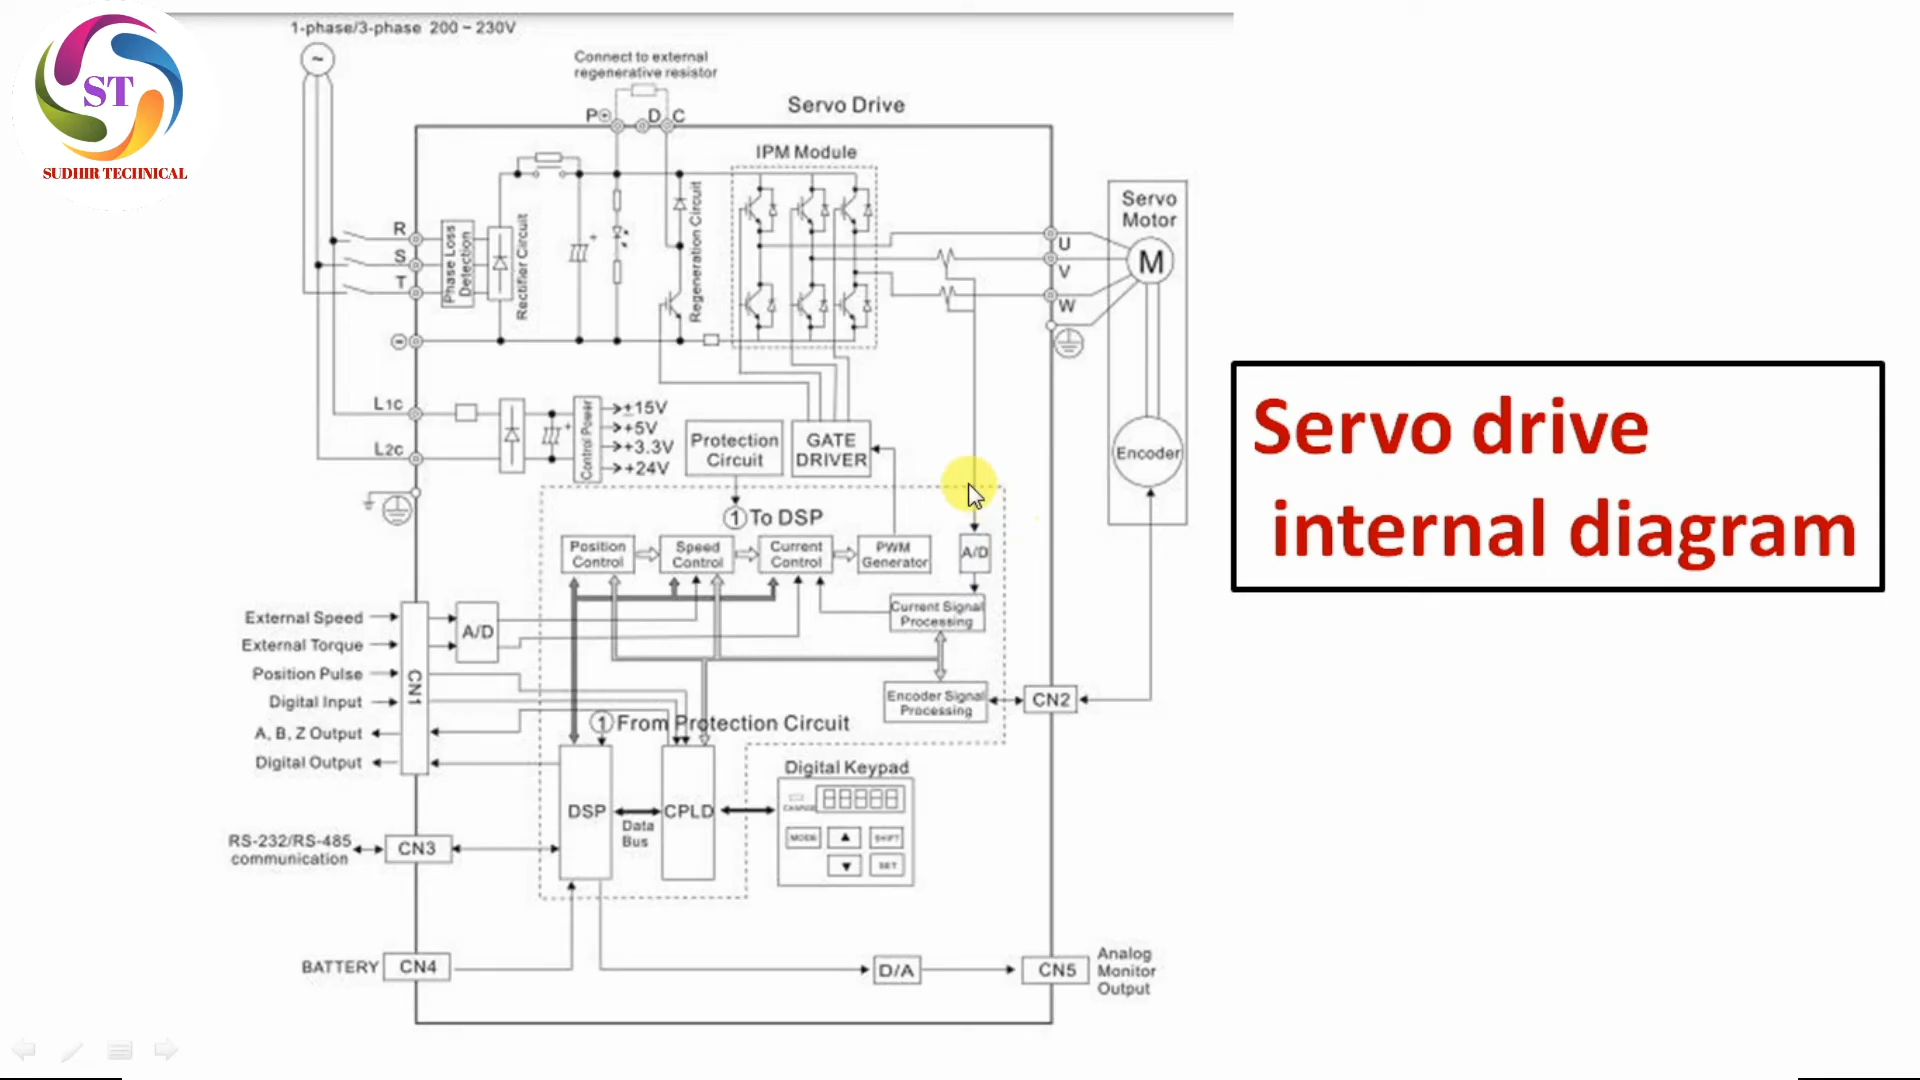 1-phase/3-phase 200 ~ 230V
ST
SUDHIR TECHNICAL
Connect to external
regenerative resistor
P⊕ D C
Servo Drive
IPM Module
Servo
Motor
M
Encoder
R
S
T
Phase Loss
Detection
Rectifier Circuit
Regeneration Circuit
U
V
W
L1C
L2C
Control Power
+15V
+5V
+3.3V
+24V
Protection
Circuit
GATE
DRIVER
Servo drive
internal diagram
1 To DSP
Position
Control
Speed
Control
Current
Control
PWM
Generator
A/D
Current Signal
Processing
Encoder Signal
Processing
CN2
External Speed
External Torque
Position Pulse
Digital Input
A, B, Z Output
Digital Output
CN1
A/D
1 From Protection Circuit
DSP
Data
Bus
CPLD
Digital Keypad
MODE
SHIFT
SET
RS-232/RS-485
communication
CN3
BATTERY
CN4
D/A
CN5
Analog
Monitor
Output